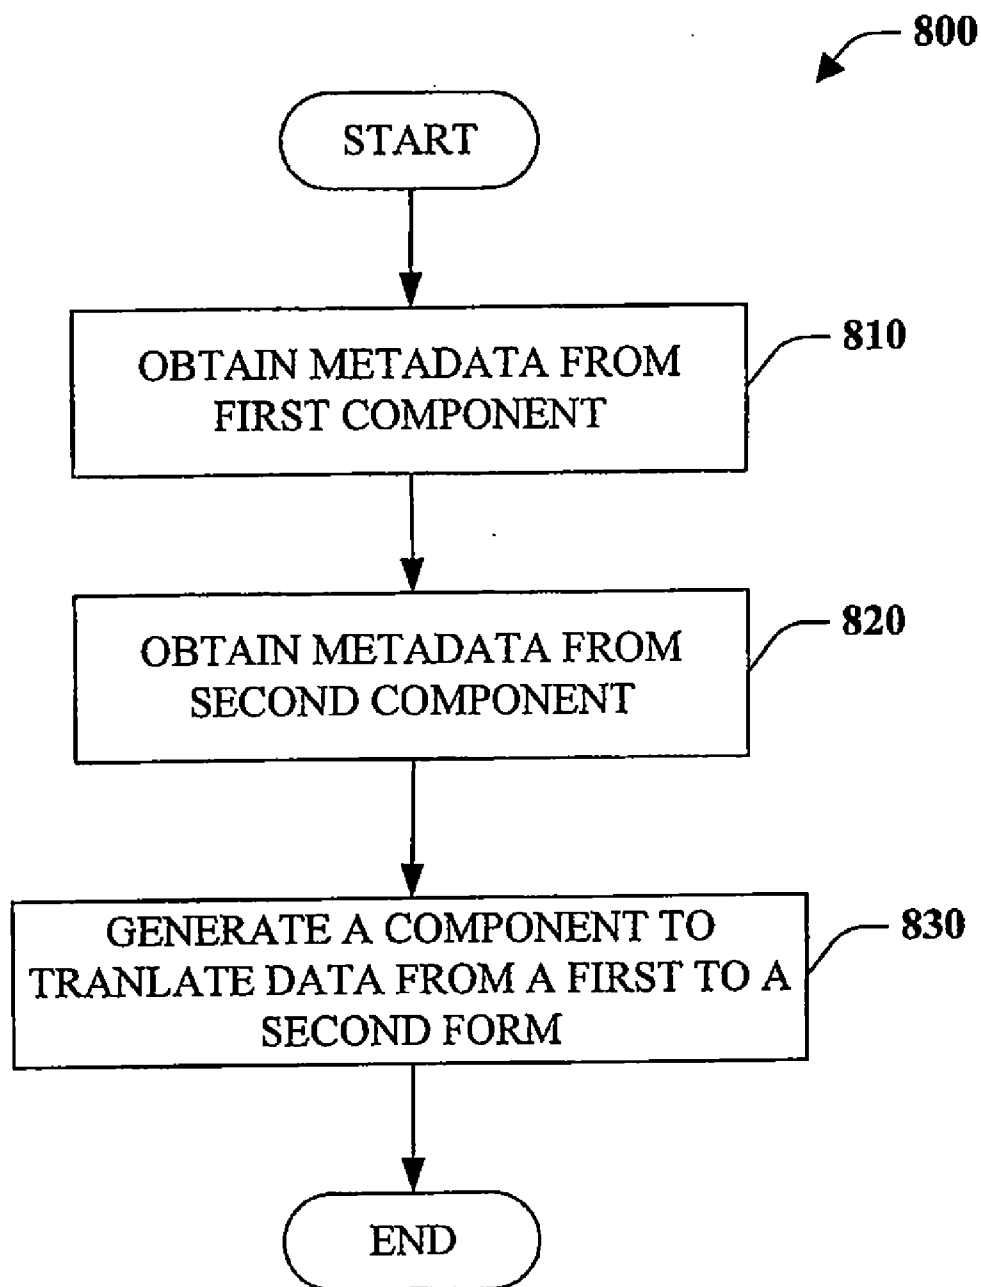 800
START
810
OBTAIN METADATA FROM
FIRST COMPONENT
820
OBTAIN METADATA FROM
SECOND COMPONENT
830
GENERATE A COMPONENT TO
TRANLATE DATA FROM A FIRST TO A
SECOND FORM
END